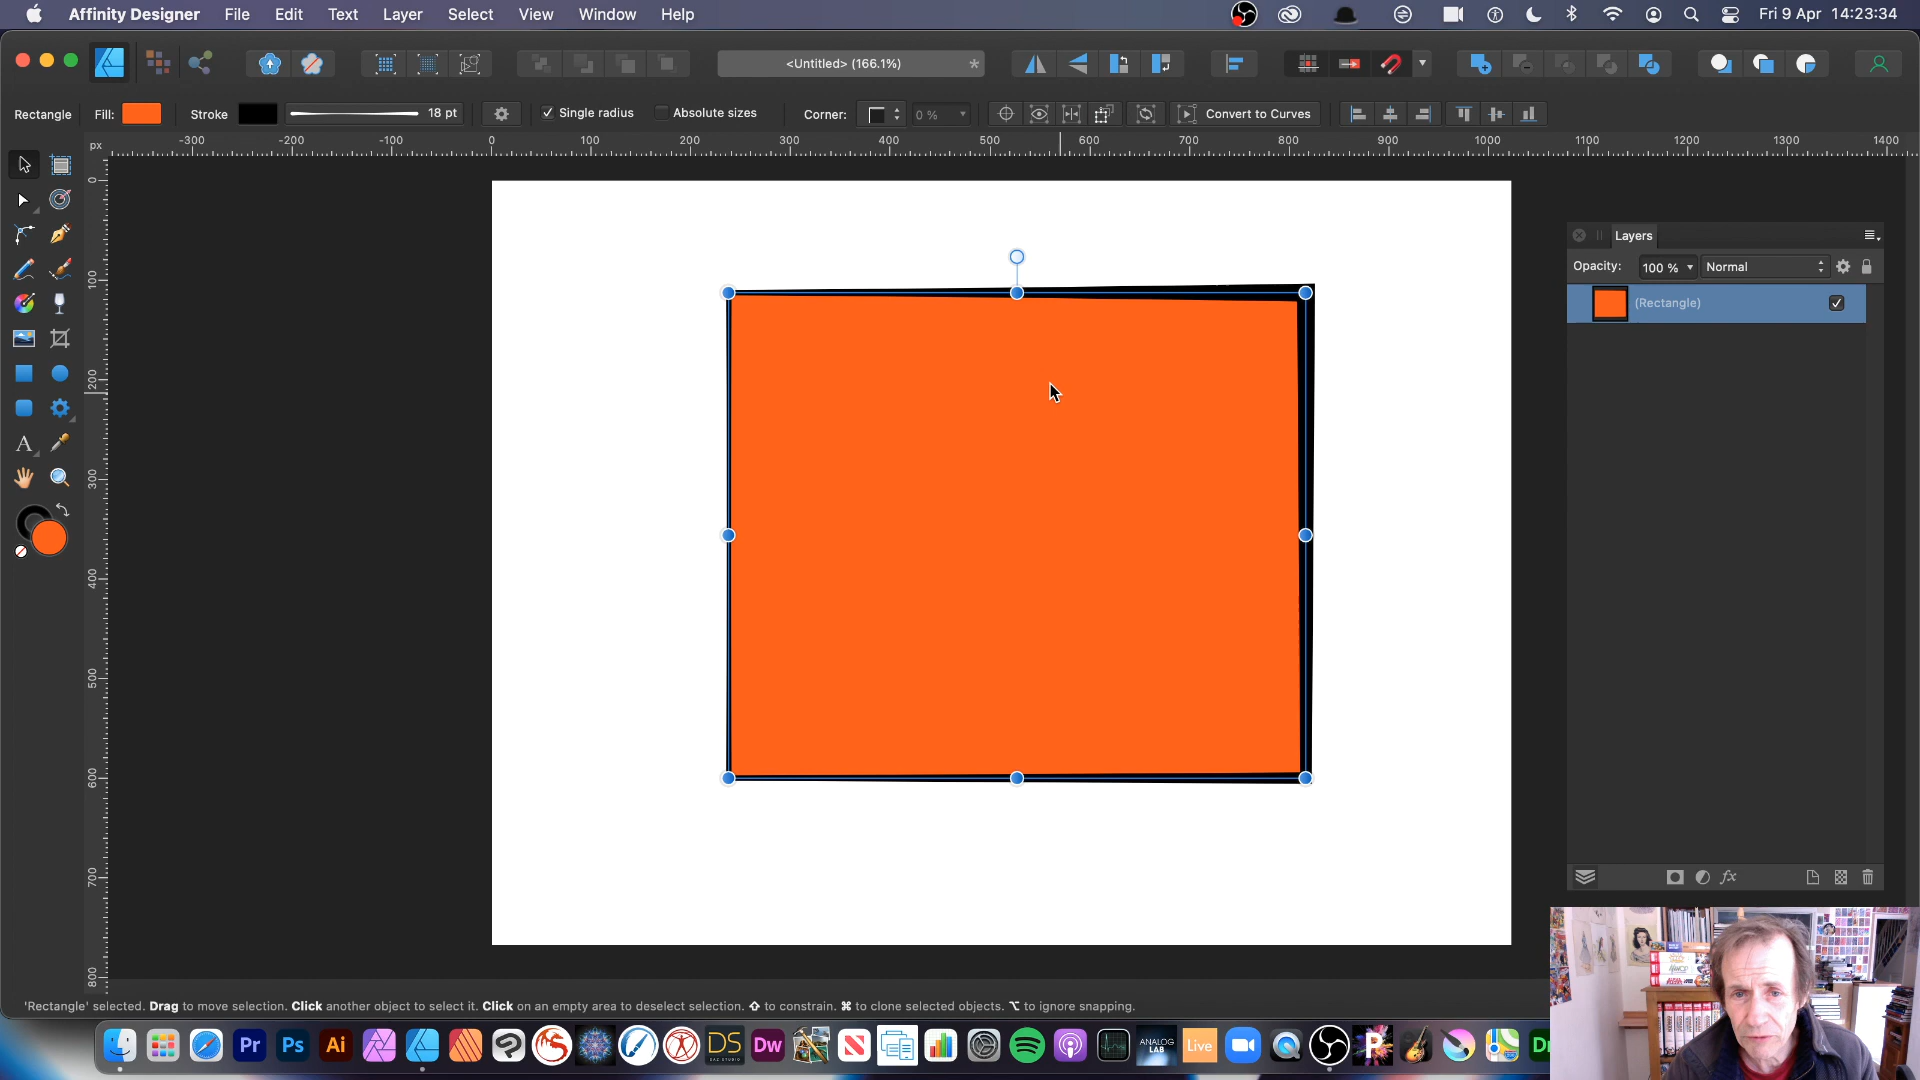 Affinity Designer File Edit Text Layer Select View Window Help Fri 9 Apr 14:23:34
<Untitled> (166.1%) *
Rectangle Fill: Stroke 18 pt Single radius Absolute sizes Corner: 0 % Convert to Curves
px -300 -200 -100 0 100 200 300 400 500 600 700 800 900 1000 1100 1200 1300 1400
0
100
200
300
400
500
600
700
800
Layers
Opacity: 100 % Normal
(Rectangle)
fx
'Rectangle' selected. Drag to move selection. Click another object to select it. Click on an empty area to deselect selection. ⇧ to constrain. ⌘ to clone selected objects. ⌥ to ignore snapping.
Pr Ps Ai DS Dw ANALOG LAB Live P Dr